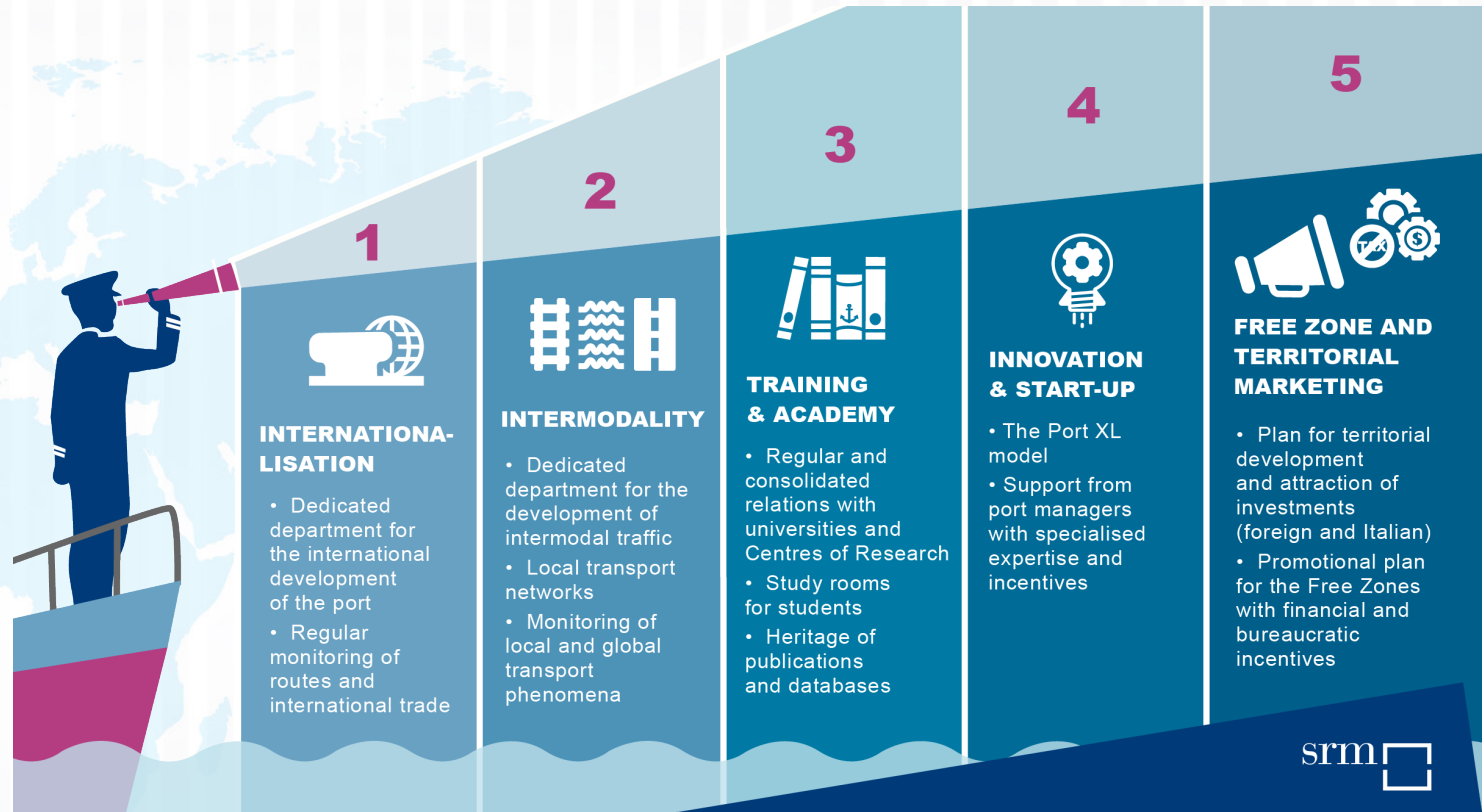 1
INTERNATIONA-
LISATION
• Dedicated
department for
the international
development
of the port
• Regular
monitoring of
routes and
international trade
2
INTERMODALITY
• Dedicated
department for the
development of
intermodal traffic
• Local transport
networks
• Monitoring of
local and global
transport
phenomena
3
TRAINING
& ACADEMY
• Regular and
consolidated
relations with
universities and
Centres of Research
• Study rooms
for students
• Heritage of
publications
and databases
4
INNOVATION
& START-UP
• The Port XL
model
• Support from
port managers
with specialised
expertise and
incentives
5
TAX
$
FREE ZONE AND
TERRITORIAL
MARKETING
• Plan for territorial
development
and attraction of
investments
(foreign and Italian)
• Promotional plan
for the Free Zones
with financial and
bureaucratic
incentives
srm